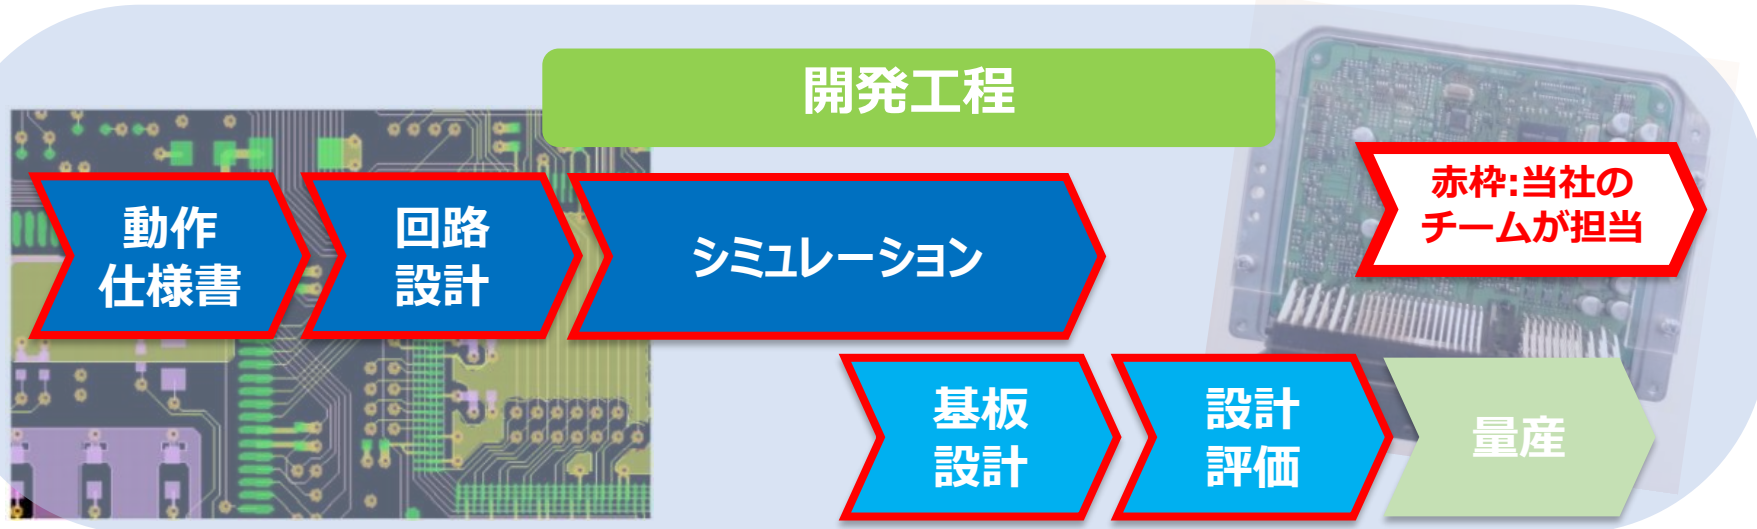 開発工程
動作
仕様書
回路
設計
シミュレーション
赤枠:当社の
チームが担当
基板
設計
設計
評価
量産